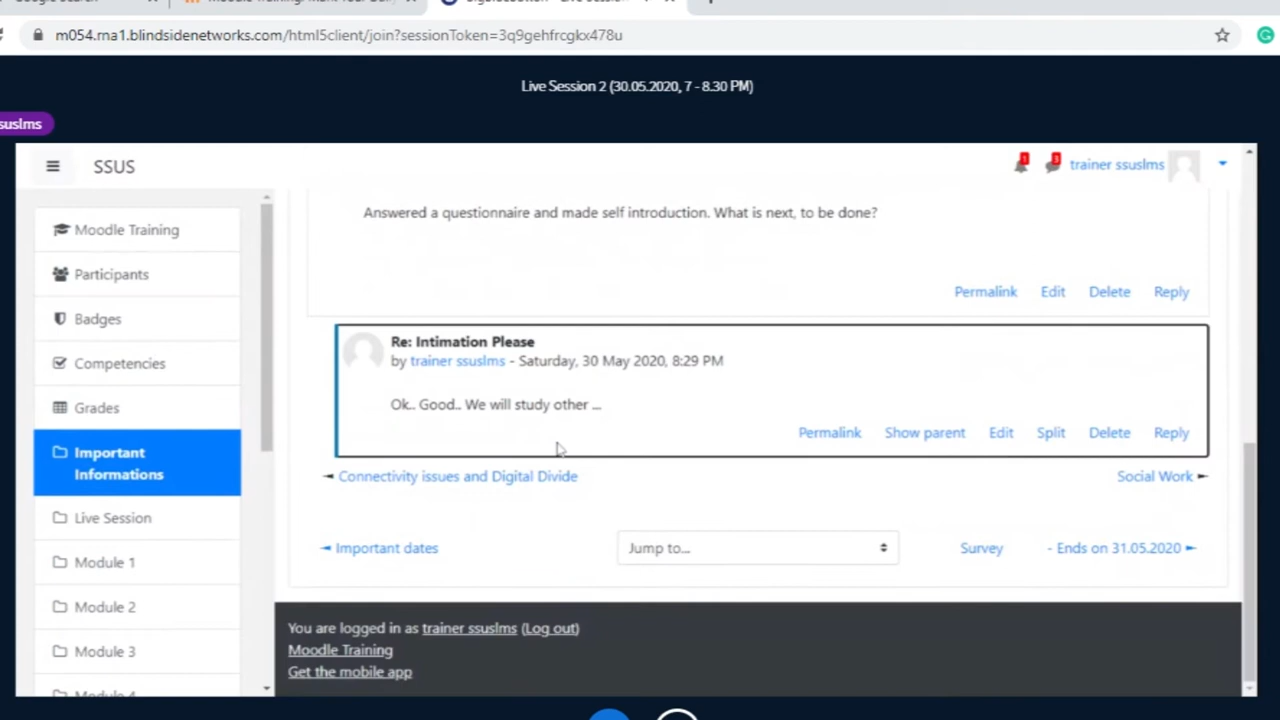 m054.rna1.blindsidenetworks.com/html5client/join?sessionToken=3q9gehfrcgkx478u
Live Session 2 (30.05.2020, 7 - 8.30 PM)
suslms
SSUS
trainer ssuslms
Moodle Training
Participants
Badges
Competencies
Grades
Important
Informations
Live Session
Module 1
Module 2
Module 3
Module 4
Answered a questionnaire and made self introduction. What is next, to be done?
Permalink Edit Delete Reply
Re: Intimation Please
by trainer ssuslms - Saturday, 30 May 2020, 8:29 PM
Ok.. Good.. We will study other ...
Permalink Show parent Edit Split Delete Reply
◄ Connectivity issues and Digital Divide
Social Work ►
◄ Important dates
Jump to...
Survey - Ends on 31.05.2020 ►
You are logged in as trainer ssuslms (Log out)
Moodle Training
Get the mobile app